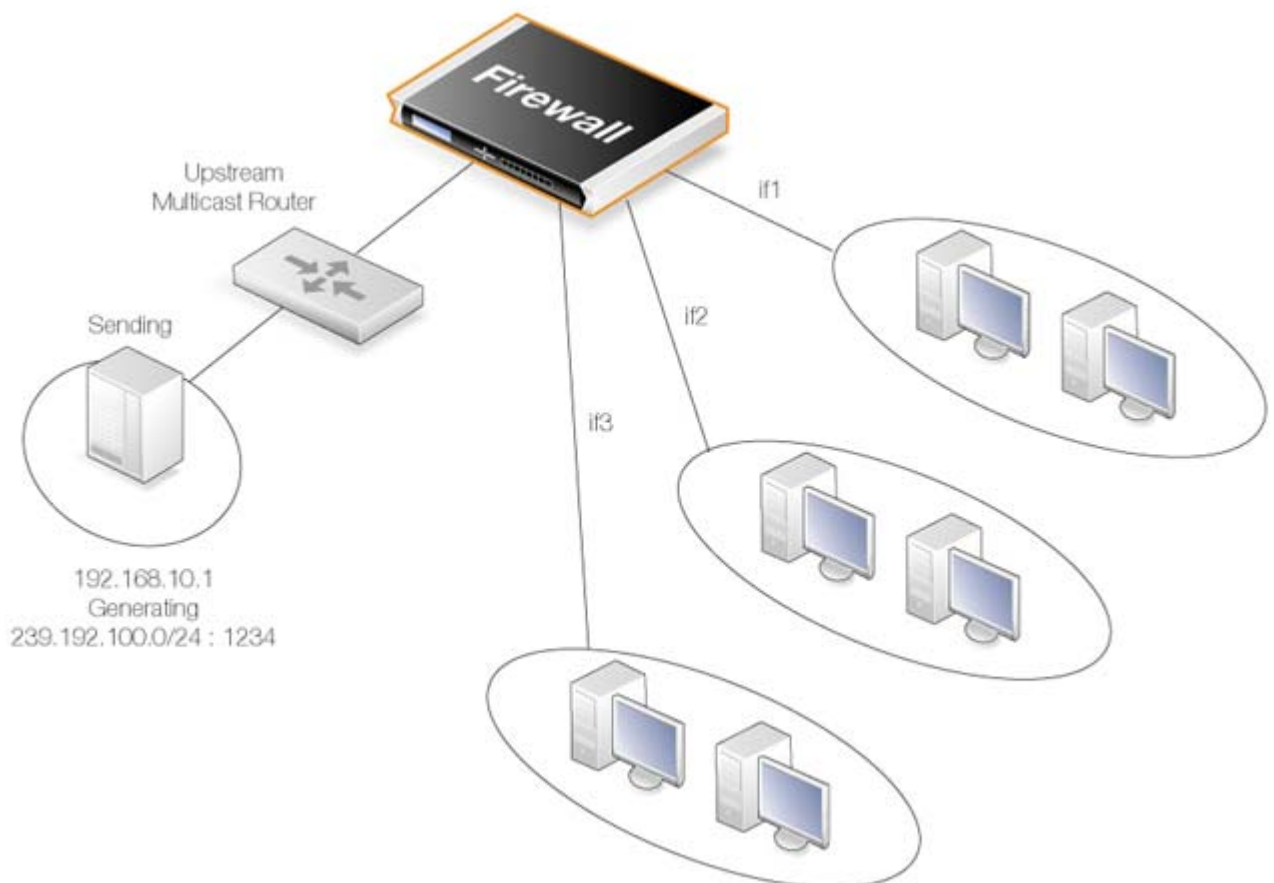 Firewall
Upstream
Multicast Router
if1
Sending
if2
if3
192.168.10.1
Generating
239.192.100.0/24 : 1234